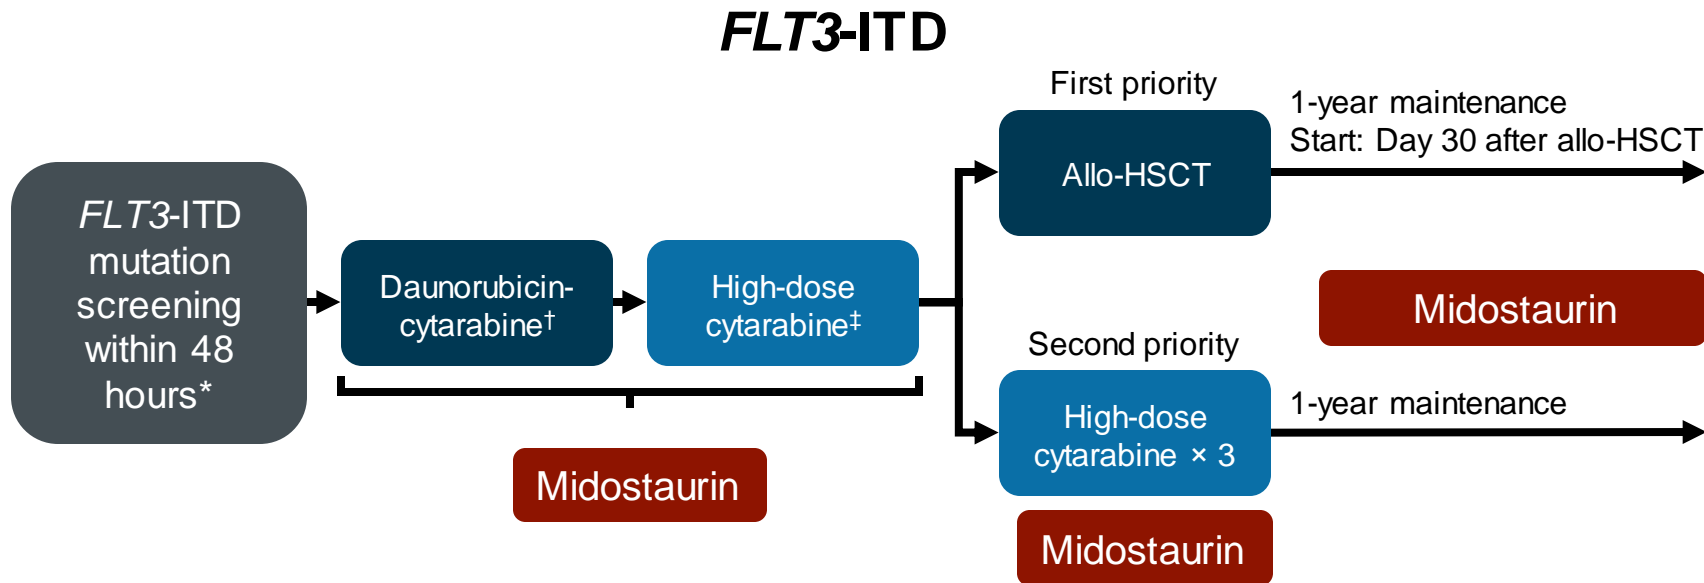 FLT3-ITD
FLT3-ITD
mutation
screening
within 48
hours*
Daunorubicin-
cytarabine†
High-dose
cytarabine‡
Midostaurin
First priority
Allo-HSCT
1-year maintenance
Start: Day 30 after allo-HSCT
Midostaurin
Second priority
High-dose
cytarabine × 3
1-year maintenance
Midostaurin